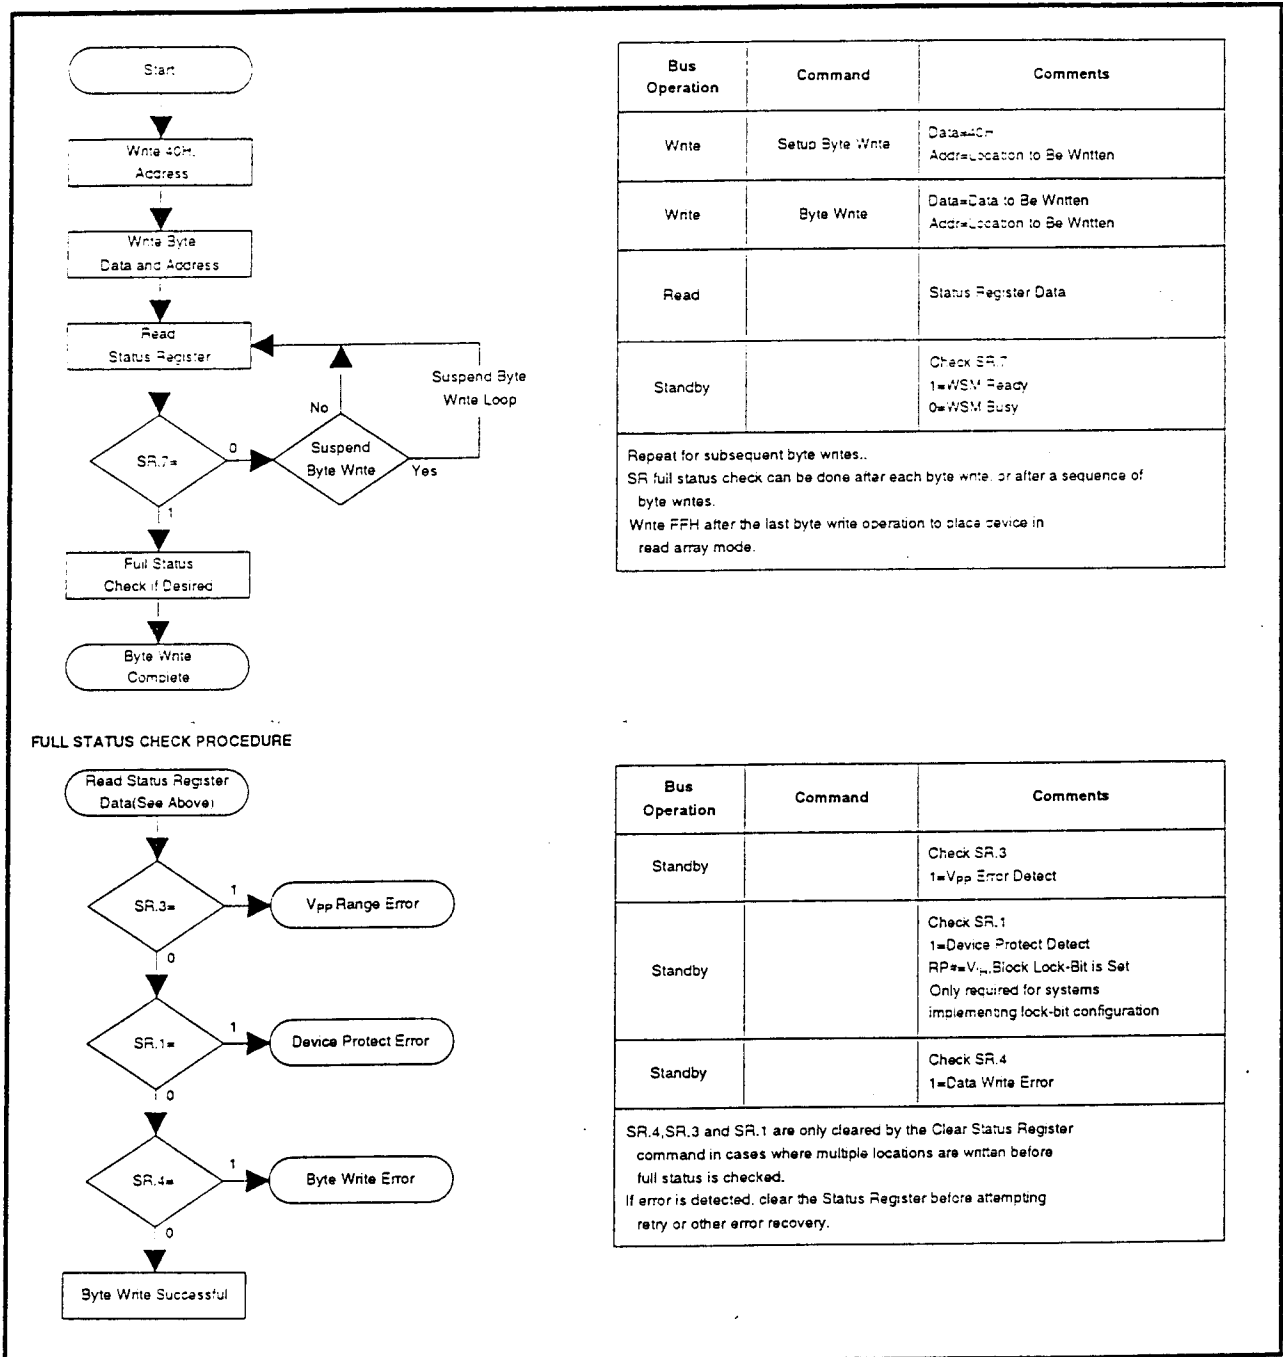 Start
Write 40H,
Address
Write Byte
Data and Address
Read
Status Register
SR.7=
0
1
No
Suspend
Byte Write
Yes
Suspend Byte
Write Loop
Full Status
Check if Desired
Byte Write
Complete
Bus
Operation
Command
Comments
Write
Setup Byte Write
Data=40H
Addr=Location to Be Written
Write
Byte Write
Data=Data to Be Written
Addr=Location to Be Written
Read
Status Register Data
Standby
Check SR.7
1=WSM Ready
0=WSM Busy
Repeat for subsequent byte writes..
SR full status check can be done after each byte write, or after a sequence of
byte writes.
Write FFH after the last byte write operation to place device in
read array mode.
FULL STATUS CHECK PROCEDURE
Read Status Register
Data(See Above)
SR.3=
1
VPP Range Error
0
SR.1=
1
Device Protect Error
0
SR.4=
1
Byte Write Error
0
Byte Write Successful
Bus
Operation
Command
Comments
Standby
Check SR.3
1=VPP Error Detect
Standby
Check SR.1
1=Device Protect Detect
RP#=VIH,Block Lock-Bit is Set
Only required for systems
implementing lock-bit configuration
Standby
Check SR.4
1=Data Write Error
SR.4,SR.3 and SR.1 are only cleared by the Clear Status Register
command in cases where multiple locations are written before
full status is checked.
If error is detected, clear the Status Register before attempting
retry or other error recovery.